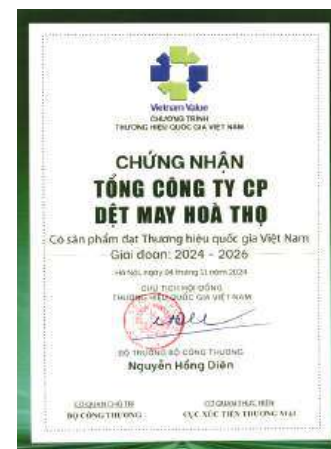 Vietnam Value
CHƯƠNG TRÌNH
THƯƠNG HIỆU QUỐC GIA VIỆT NAM
CHỨNG NHẬN
TỔNG CÔNG TY CP
DỆT MAY HOÀ THỌ
Có sản phẩm đạt Thương hiệu quốc gia Việt Nam
Giai đoạn: 2024 - 2026
Hà Nội, ngày 04 tháng 11 năm 2024
CHỦ TỊCH HỘI ĐỒNG
THƯƠNG HIỆU QUỐC GIA VIỆT NAM
BỘ TRƯỞNG BỘ CÔNG THƯƠNG
Nguyễn Hồng Diên
CƠ QUAN CHỦ TRÌ
BỘ CÔNG THƯƠNG
CƠ QUAN THỰC HIỆN
CỤC XÚC TIẾN THƯƠNG MẠI